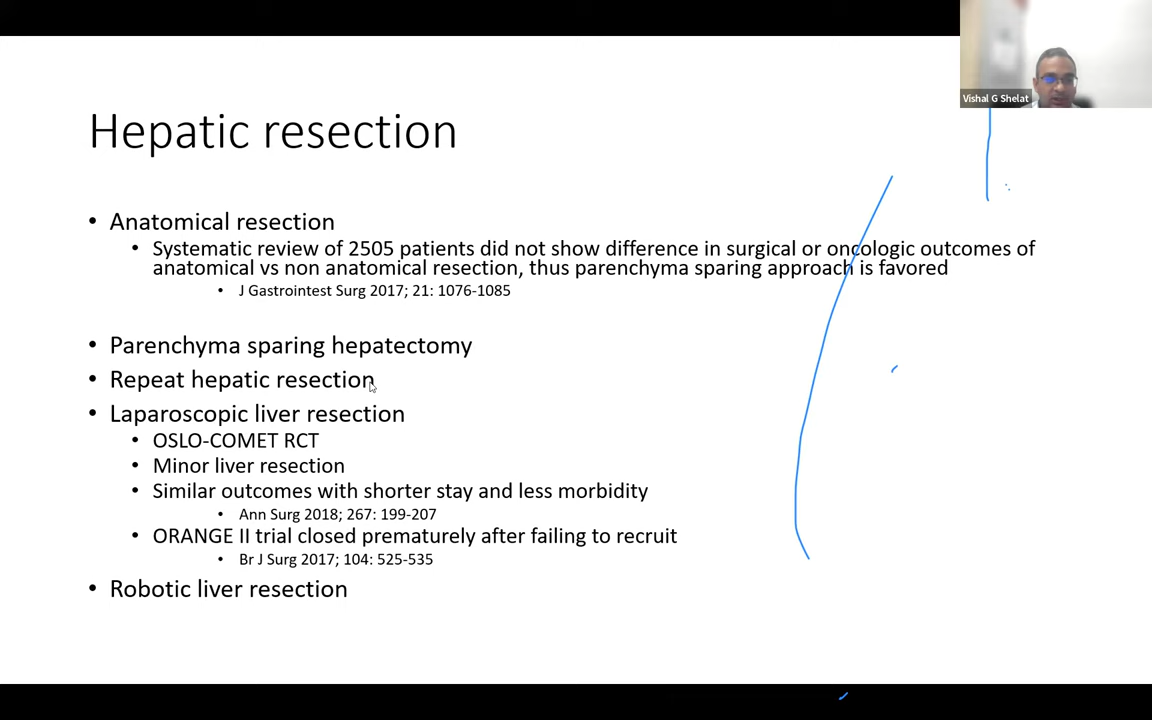 Vishal G Shelat
Hepatic resection
• Anatomical resection
• Systematic review of 2505 patients did not show difference in surgical or oncologic outcomes of
anatomical vs non anatomical resection, thus parenchyma sparing approach is favored
• J Gastrointest Surg 2017; 21: 1076-1085
• Parenchyma sparing hepatectomy
• Repeat hepatic resection
• Laparoscopic liver resection
• OSLO-COMET RCT
• Minor liver resection
• Similar outcomes with shorter stay and less morbidity
• Ann Surg 2018; 267: 199-207
• ORANGE II trial closed prematurely after failing to recruit
• Br J Surg 2017; 104: 525-535
• Robotic liver resection